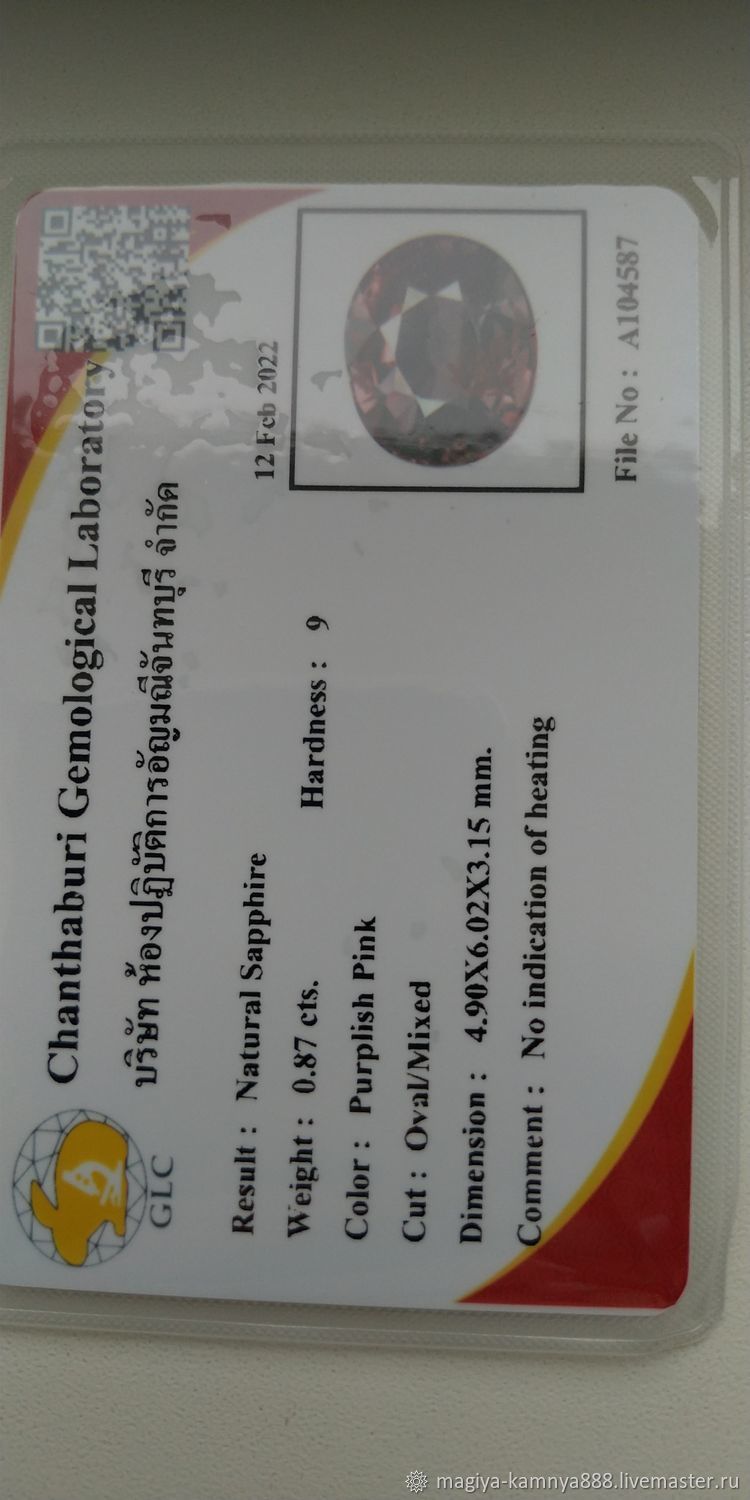 Chanthaburi Gemological Laboratory
บริษัท ห้องปฏิบัติการอัญมณีจันทบุรี จำกัด
GLC
12 Feb 2022
Result : Natural Sapphire
Weight : 0.87 cts. Hardness : 9
Color : Purplish Pink
Cut : Oval/Mixed
Dimension : 4.90X6.02X3.15 mm.
Comment : No indication of heating
File No : A104587
magiya-kamnya888.livemaster.ru